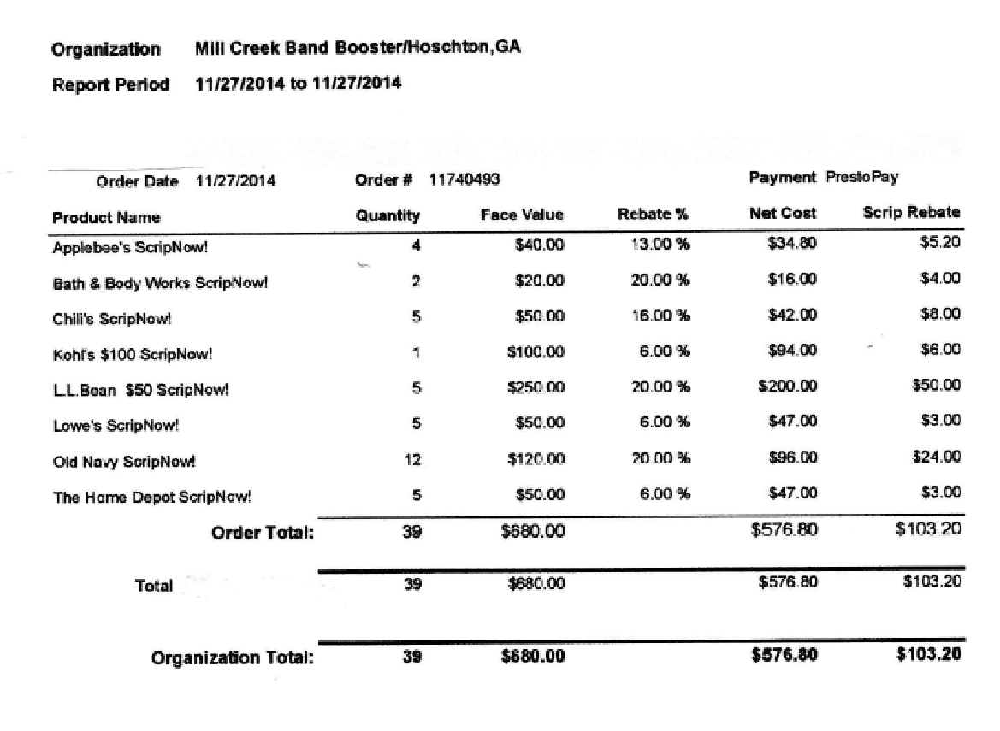 Organization Mill Creek Band Booster/Hoschton,GA
Report Period 11/27/2014 to 11/27/2014
Order Date 11/27/2014 Order # 11740493 Payment PrestoPay
Product Name Quantity Face Value Rebate % Net Cost Scrip Rebate
Applebee's ScripNow! 4 $40.00 13.00 % $34.80 $5.20
Bath & Body Works ScripNow! 2 $20.00 20.00 % $16.00 $4.00
Chili's ScripNow! 5 $50.00 16.00 % $42.00 $8.00
Kohl's $100 ScripNow! 1 $100.00 6.00 % $94.00 $6.00
L.L.Bean $50 ScripNow! 5 $250.00 20.00 % $200.00 $50.00
Lowe's ScripNow! 5 $50.00 6.00 % $47.00 $3.00
Old Navy ScripNow! 12 $120.00 20.00 % $96.00 $24.00
The Home Depot ScripNow! 5 $50.00 6.00 % $47.00 $3.00
Order Total: 39 $680.00 $576.80 $103.20
Total 39 $680.00 $576.80 $103.20
Organization Total: 39 $680.00 $576.80 $103.20